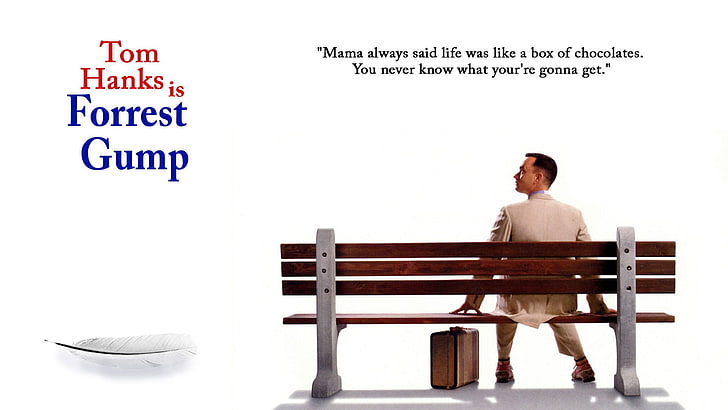 Tom
Hanks is
Forrest
Gump
"Mama always said life was like a box of chocolates.
You never know what your're gonna get."